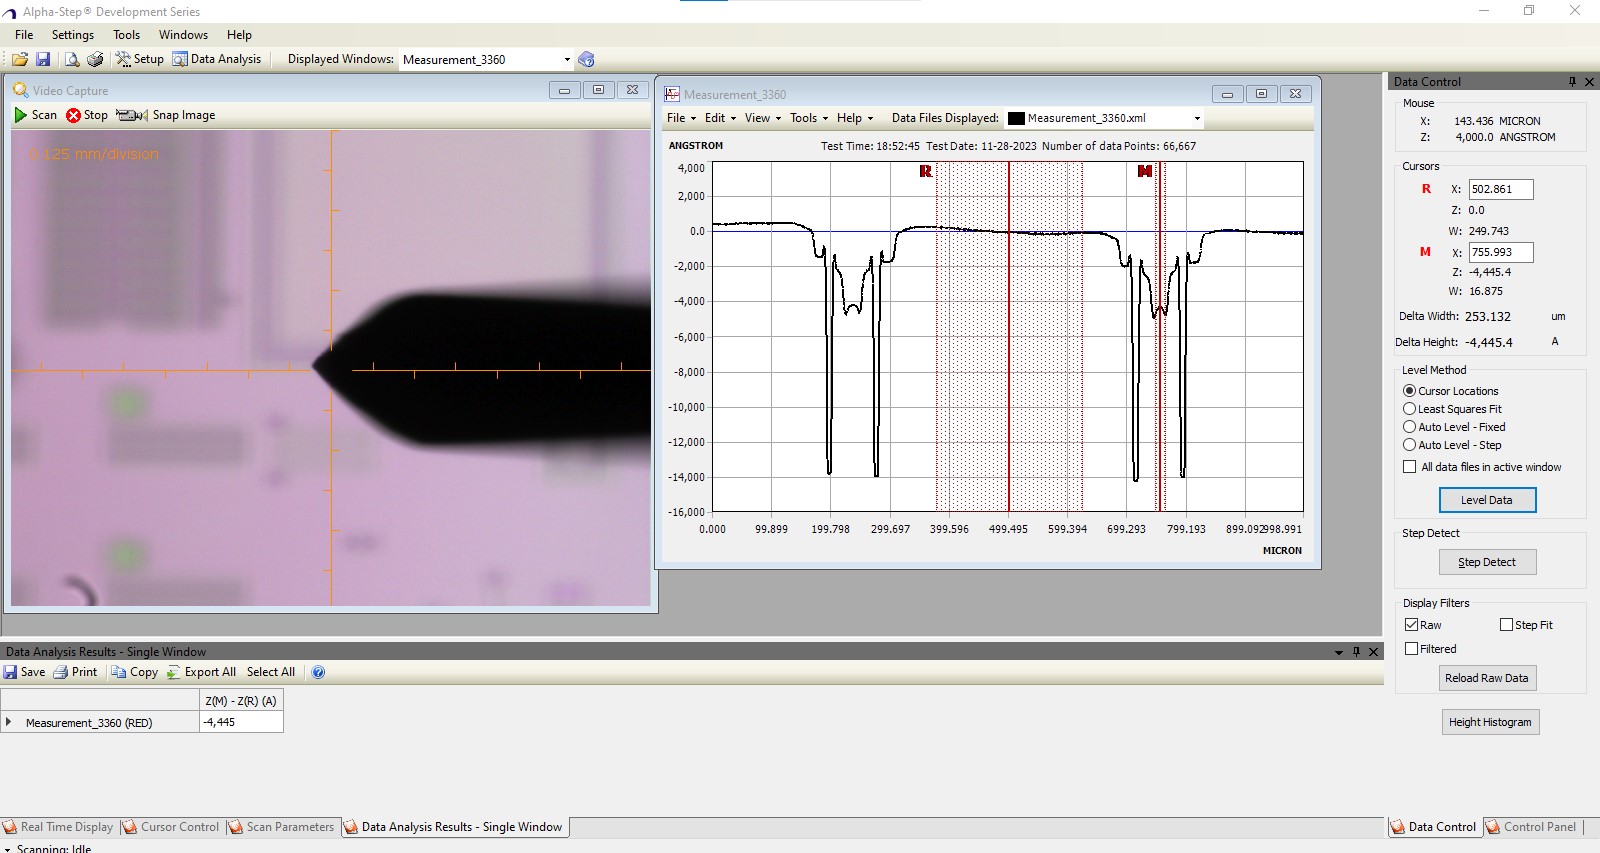 Alpha-Step® Development Series
File Settings Tools Windows Help
Setup Data Analysis Displayed Windows: Measurement_3360
Video Capture
Scan Stop Snap Image
0.125 mm/division
Measurement_3360
File Edit View Tools Help Data Files Displayed: Measurement_3360.xml
ANGSTROM Test Time: 18:52:45 Test Date: 11-28-2023 Number of data Points: 66,667
R M
4,000
2,000
0.0
-2,000
-4,000
-6,000
-8,000
-10,000
-12,000
-14,000
-16,000
0.000 99.899 199.798 299.697 399.596 499.495 599.394 699.293 799.193 899.092 998.991
MICRON
Data Control
Mouse
X: 143.436 MICRON
Z: 4,000.0 ANGSTROM
Cursors
R X: 502.861
Z: 0.0
W: 249.743
M X: 755.993
Z: -4,445.4
W: 16.875
Delta Width: 253.132 um
Delta Height: -4,445.4 A
Level Method
Cursor Locations
Least Squares Fit
Auto Level - Fixed
Auto Level - Step
All data files in active window
Level Data
Step Detect
Step Detect
Display Filters
Raw Step Fit
Filtered
Reload Raw Data
Height Histogram
Data Analysis Results - Single Window
Save Print Copy Export All Select All
Z(M) - Z(R) (A)
Measurement_3360 (RED) -4,445
Real Time Display Cursor Control Scan Parameters Data Analysis Results - Single Window
Data Control Control Panel
Scanning: Idle